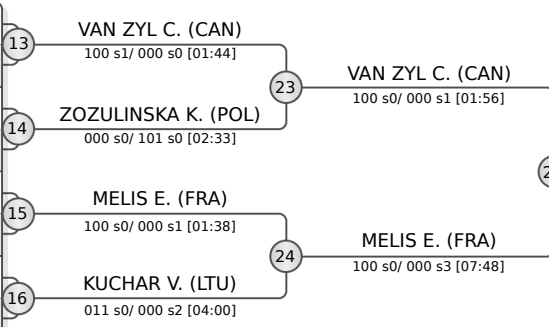 VAN ZYL C. (CAN)
13
100 s1/ 000 s0 [01:44]
23
VAN ZYL C. (CAN)
100 s0/ 000 s1 [01:56]
ZOZULINSKA K. (POL)
14
000 s0/ 101 s0 [02:33]
MELIS E. (FRA)
15
100 s0/ 000 s1 [01:38]
24
MELIS E. (FRA)
100 s0/ 000 s3 [07:48]
KUCHAR V. (LTU)
16
011 s0/ 000 s2 [04:00]